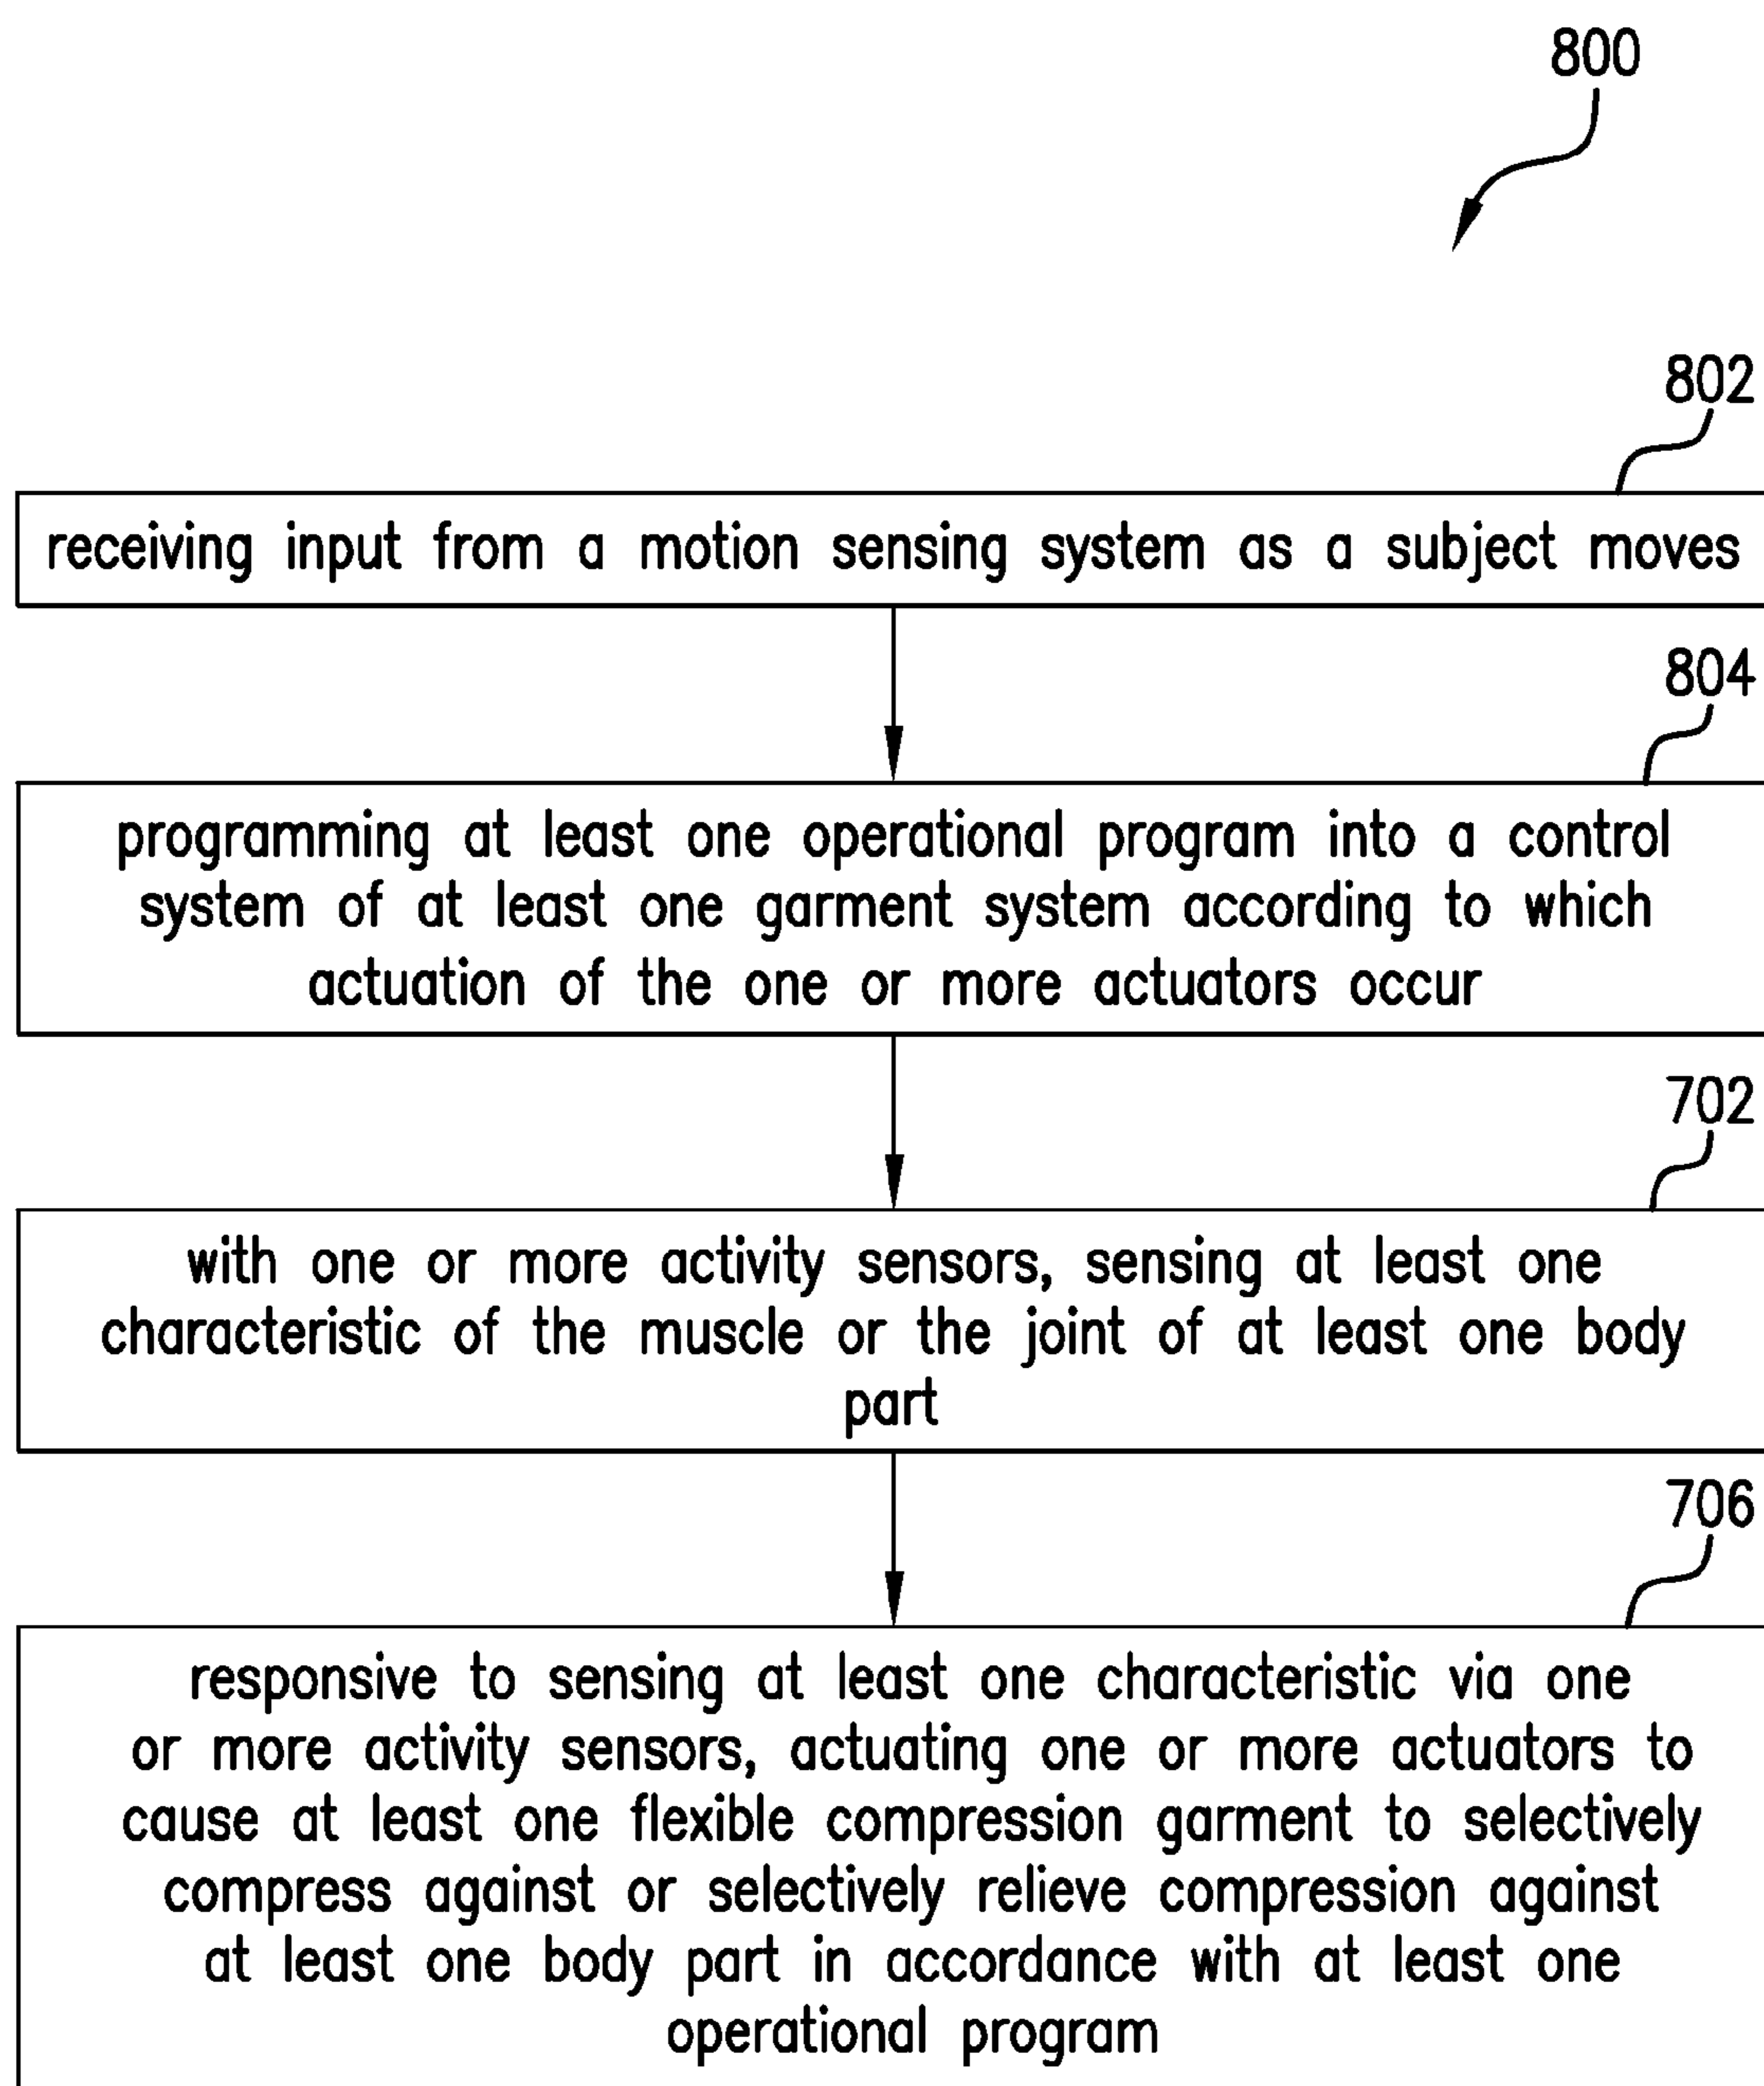 800
802
receiving input from a motion sensing system as a subject moves
804
programming at least one operational program into a control
system of at least one garment system according to which
actuation of the one or more actuators occur
702
with one or more activity sensors, sensing at least one
characteristic of the muscle or the joint of at least one body
part
706
responsive to sensing at least one characteristic via one
or more activity sensors, actuating one or more actuators to
cause at least one flexible compression garment to selectively
compress against or selectively relieve compression against
at least one body part in accordance with at least one
operational program